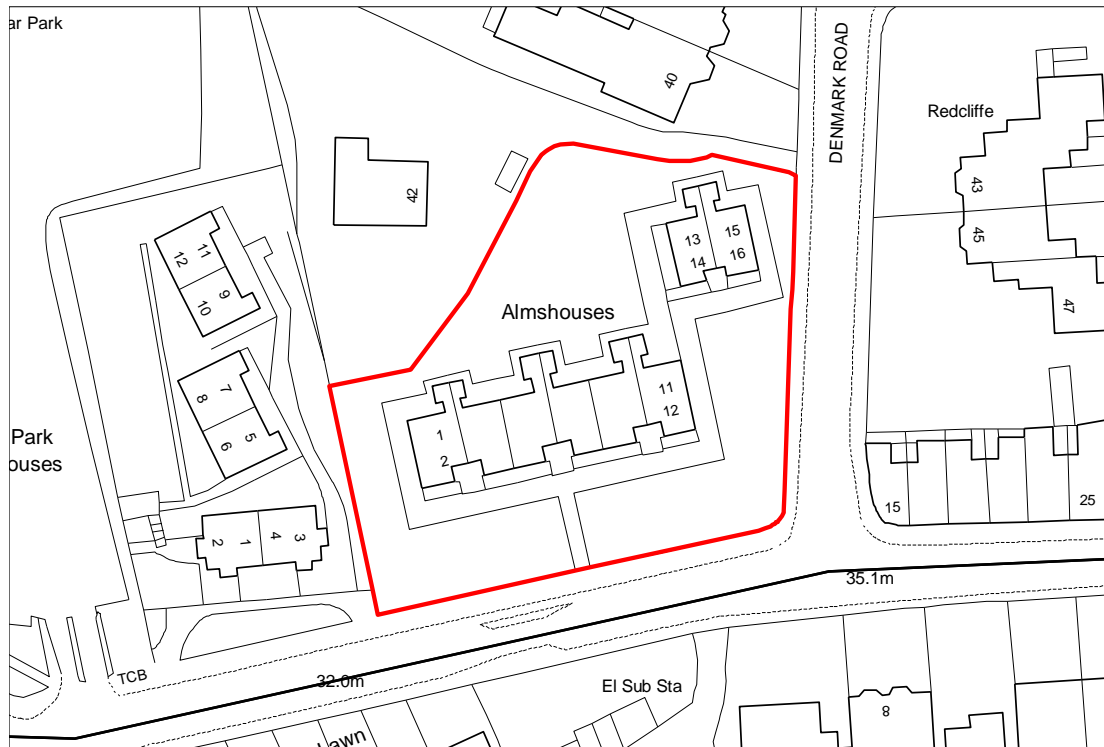 ar Park
40
DENMARK ROAD
Redcliffe
42
43
45
47
12
11
10
9
13
14
15
16
Almshouses
8
7
6
5
Park
ouses
1
2
11
12
2
1
4
3
15
25
35.1m
TCB
32.0m
El Sub Sta
8
Lawn